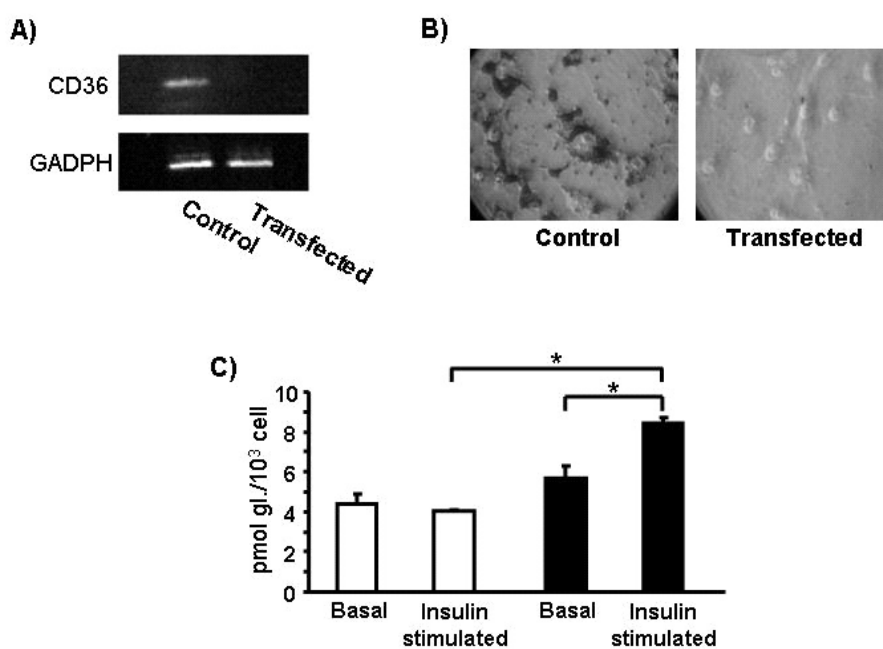 A)
CD36
GADPH
Control
Transfected
B)
Control
Transfected
C)
*
*
pmol gl./10³ cell
10
8
6
4
2
0
Basal
Insulin
stimulated
Basal
Insulin
stimulated